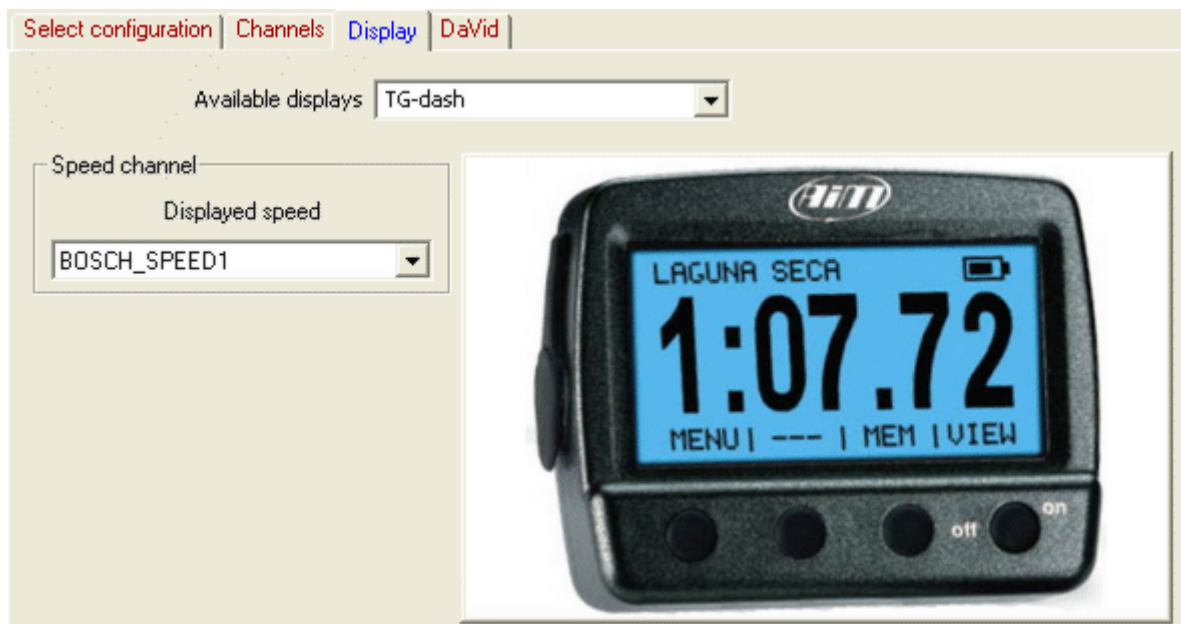 Select configuration Channels Display DaVid
Available displays TG-dash
Speed channel
Displayed speed
BOSCH_SPEED1
AiM
LAGUNA SECA
1:07.72
MENU| --- | MEM |VIEW
off on